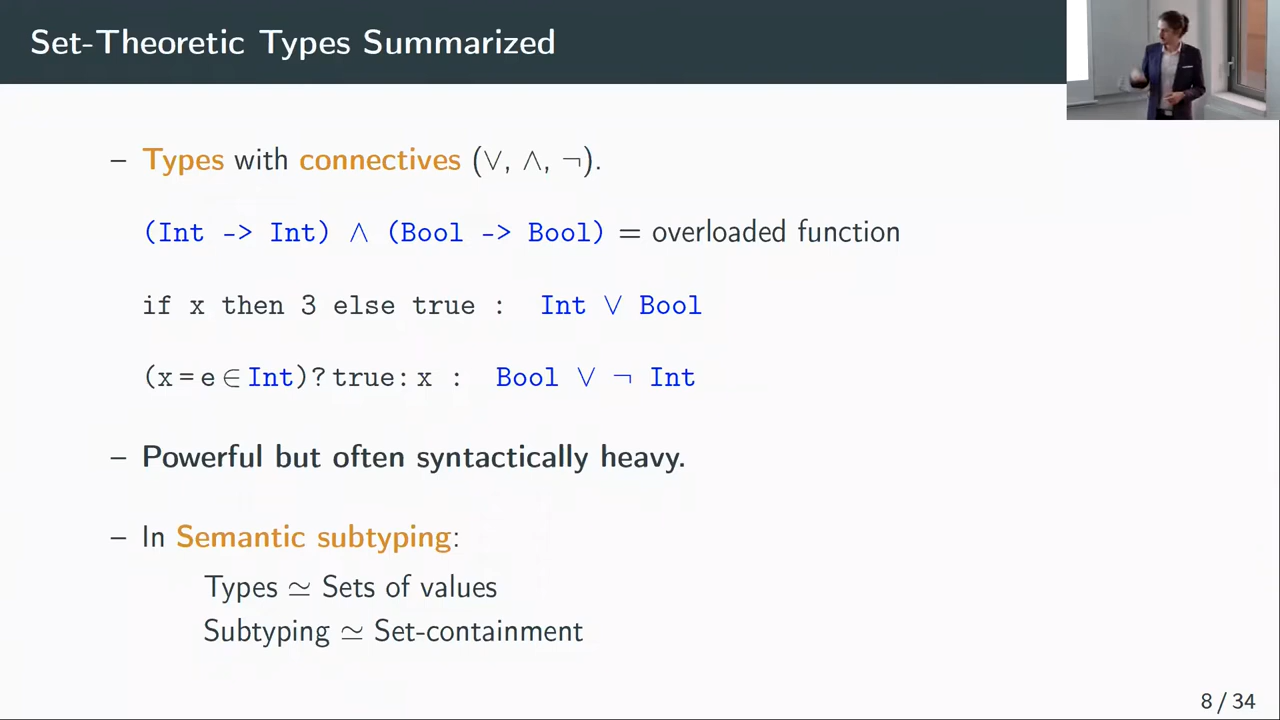 Set-Theoretic Types Summarized
– Types with connectives (∨, ∧, ¬).
(Int -> Int) ∧ (Bool -> Bool) = overloaded function
if x then 3 else true : Int ∨ Bool
(x=e∈Int)?true:x : Bool ∨ ¬ Int
– Powerful but often syntactically heavy.
– In Semantic subtyping:
Types ≃ Sets of values
Subtyping ≃ Set-containment
8 / 34